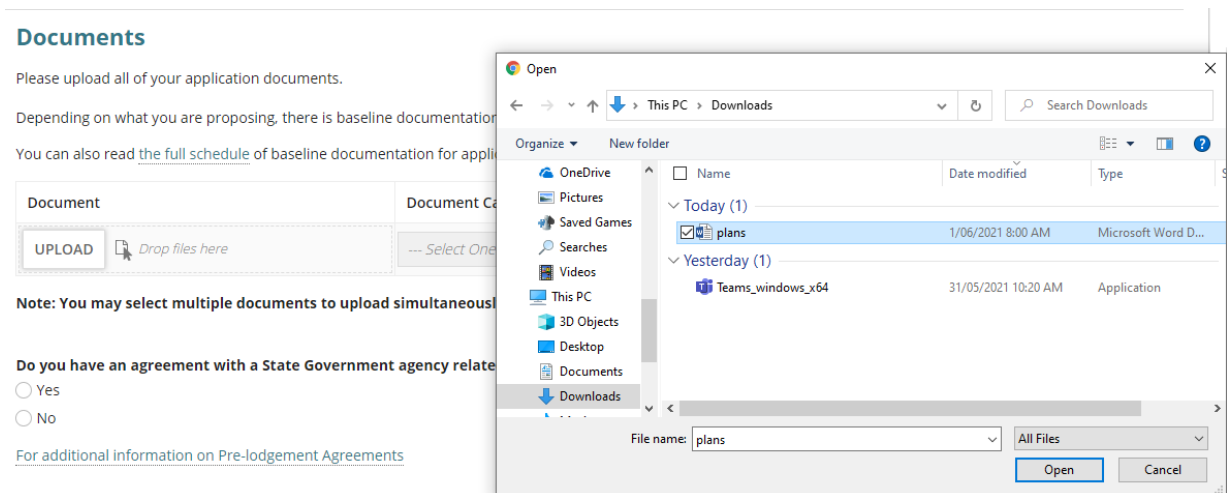 Documents
Please upload all of your application documents.
Depending on what you are proposing, there is baseline documentation
You can also read the full schedule of baseline documentation for appli
Document
Document Ca
UPLOAD
Drop files here
--- Select One
Note: You may select multiple documents to upload simultaneousl
Do you have an agreement with a State Government agency relate
Yes
No
For additional information on Pre-lodgement Agreements
Open
This PC > Downloads
Search Downloads
Organize
New folder
OneDrive
Pictures
Saved Games
Searches
Videos
This PC
3D Objects
Desktop
Documents
Downloads
Name
Date modified
Type
S
Today (1)
plans
1/06/2021 8:00 AM
Microsoft Word D...
Yesterday (1)
Teams_windows_x64
31/05/2021 10:20 AM
Application
File name: plans
All Files
Open
Cancel